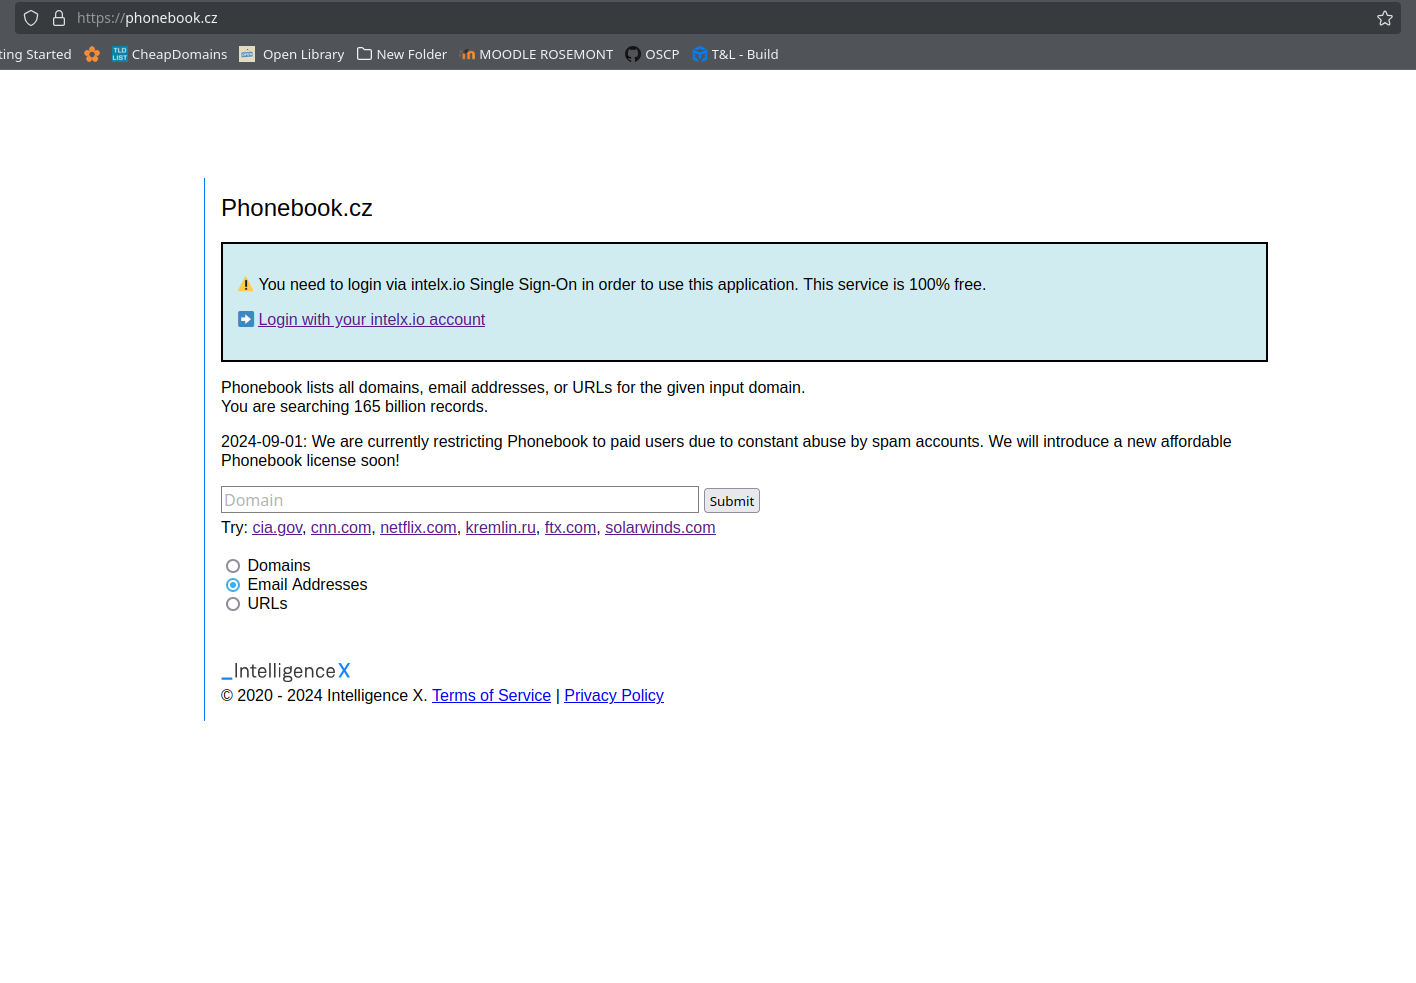 https://phonebook.cz
ting Started CheapDomains Open Library New Folder MOODLE ROSEMONT OSCP T&L - Build
Phonebook.cz
You need to login via intelx.io Single Sign-On in order to use this application. This service is 100% free.
Login with your intelx.io account
Phonebook lists all domains, email addresses, or URLs for the given input domain.
You are searching 165 billion records.
2024-09-01: We are currently restricting Phonebook to paid users due to constant abuse by spam accounts. We will introduce a new affordable
Phonebook license soon!
Domain Submit
Try: cia.gov, cnn.com, netflix.com, kremlin.ru, ftx.com, solarwinds.com
Domains
Email Addresses
URLs
_IntelligenceX
© 2020 - 2024 Intelligence X. Terms of Service | Privacy Policy